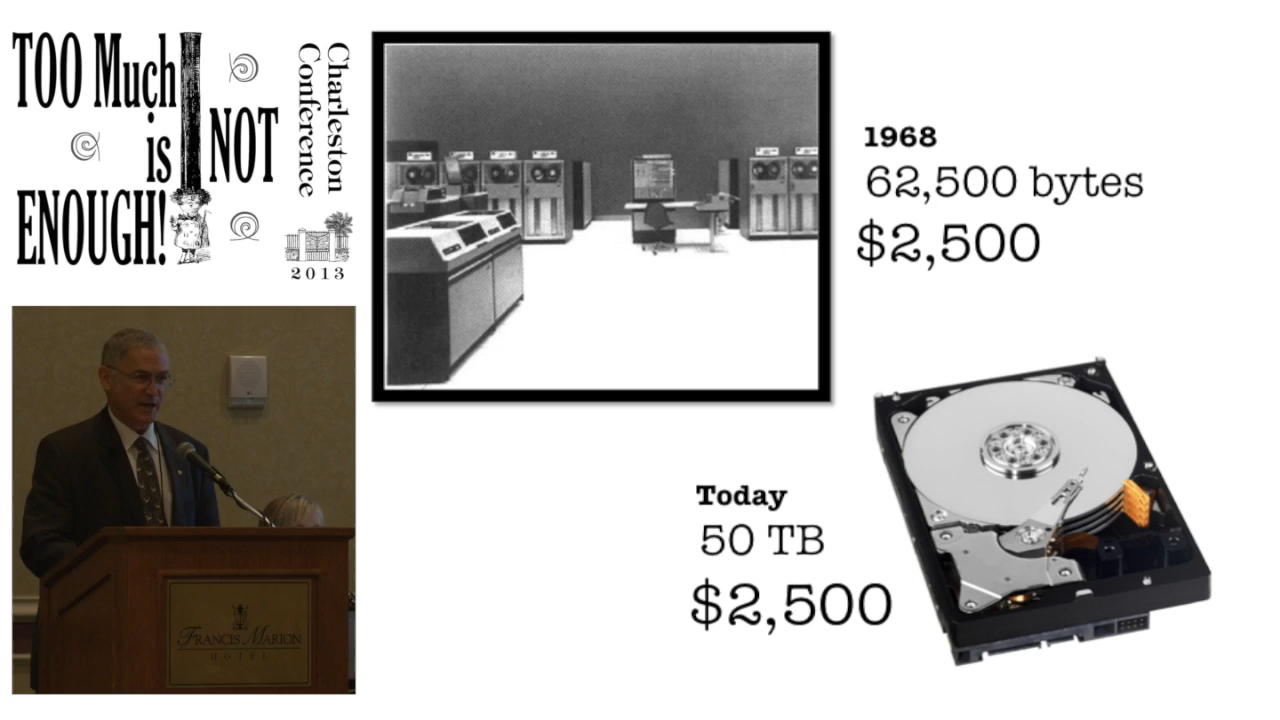 TOO Much
is NOT
ENOUGH!
Charleston
Conference
2013
1968
62,500 bytes
$2,500
Today
50 TB
$2,500
FRANCIS MARION
HOTEL